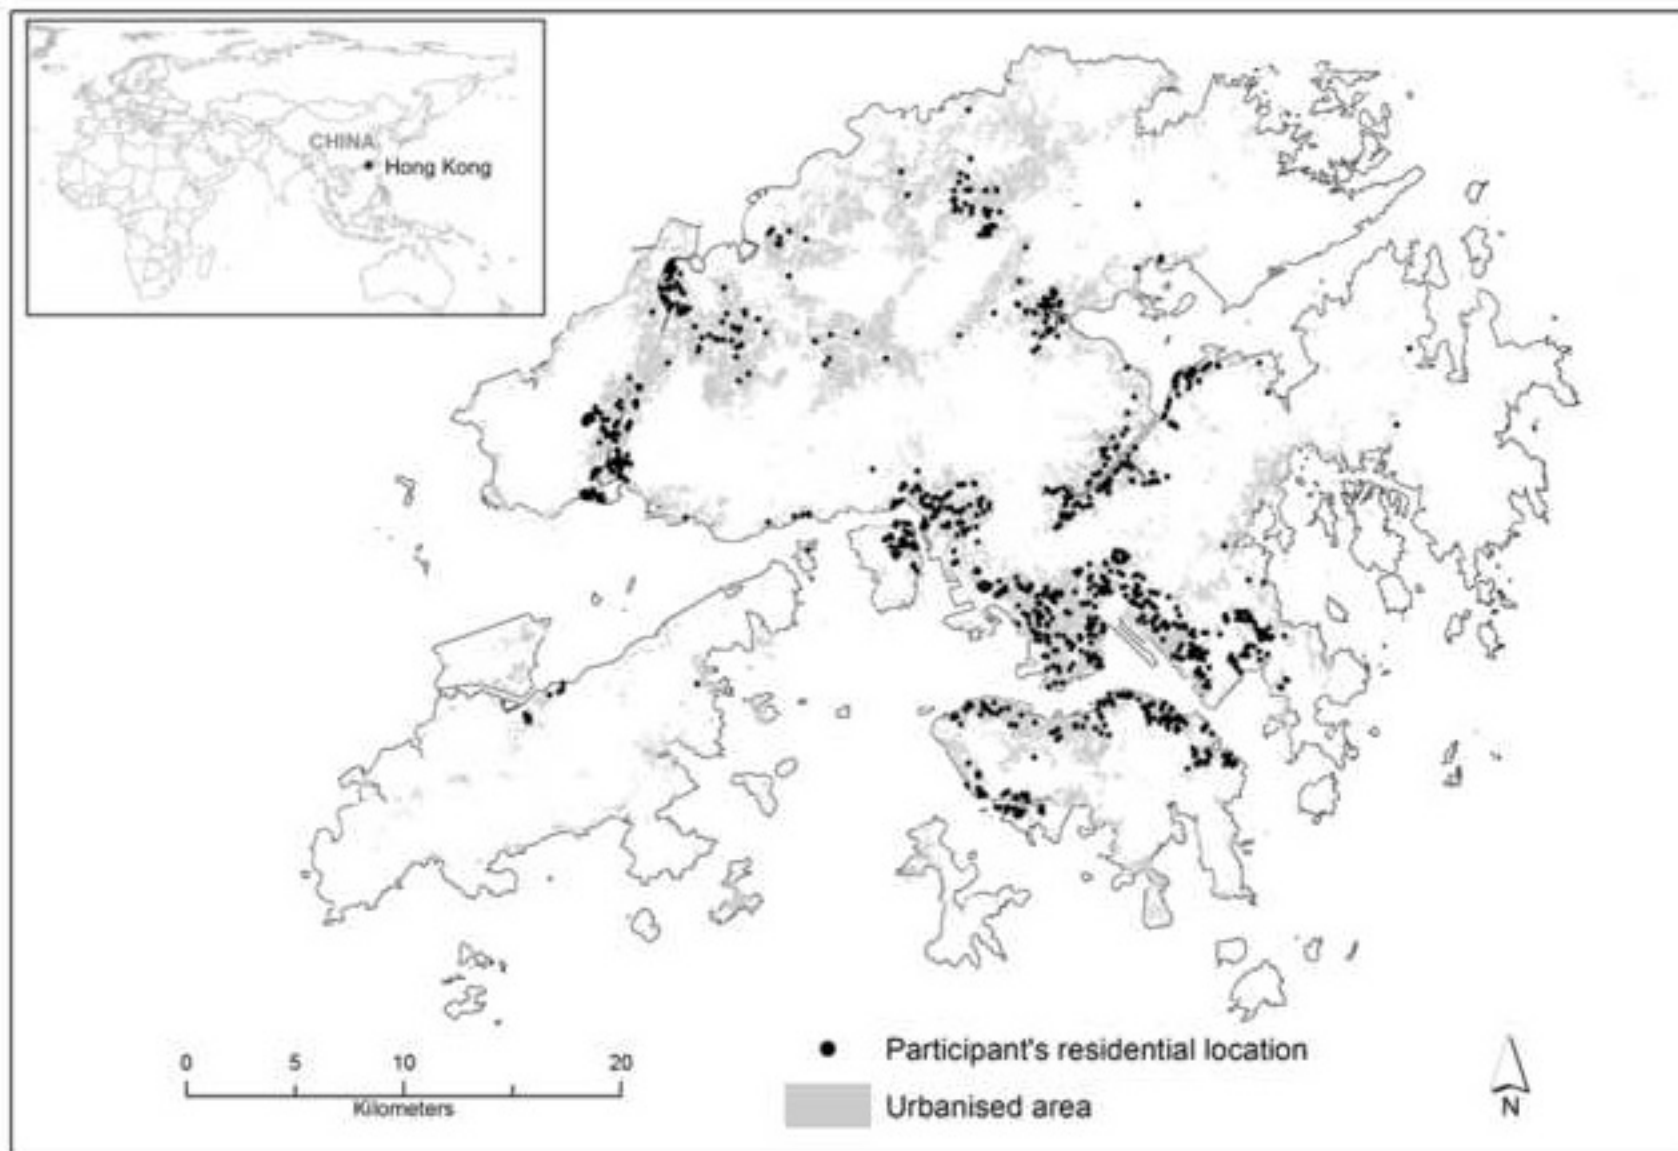 CHINA
Hong Kong
0 5 10 20
Kilometers
Participant's residential location
Urbanised area
N